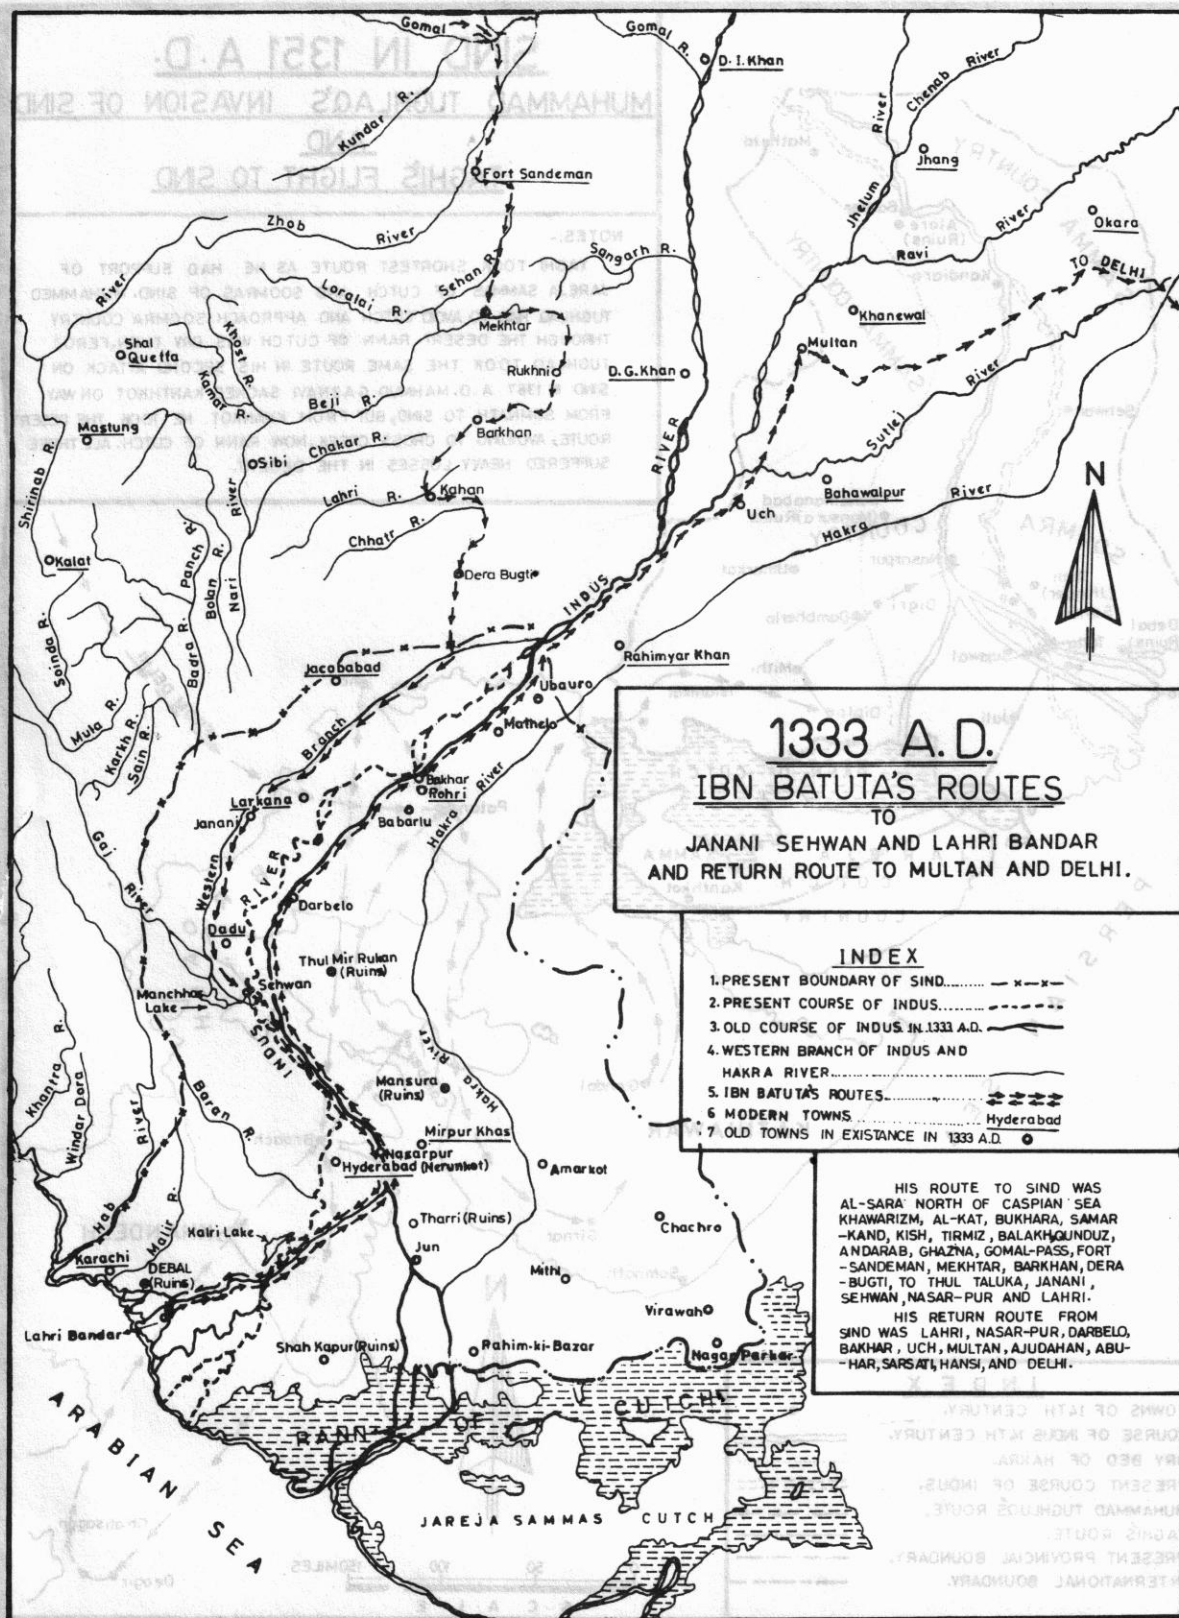 Gomal
Gomal R.
D. I. Khan
Kundar R.
River
Chenab River
Jhang
Fort Sandeman
Jhelum
Okara
Zhob River
River
Sangarh R.
Ravi River
TO DELHI
Sehan R.
Loralai R.
Mekhtar
Khanewal
Shal
Quetta
Khost R.
Multan
Rukhni
D. G. Khan
River
Kamar R.
Beji R.
Barkhan
Mastung
Chakar R.
Sutlej
RIVER
Sibi
Shirinab R.
Lahri R.
Kahan
Bahawalpur
River
Uch
N
Chhatr R.
Hakra
River
Panch R.
Kalat
Bolan R.
Nari
Dera Bugti
INDUS
Soinda R.
Badra R.
Rahimyar Khan
Jacobabad
Ubauro
Mula R.
Karkh R.
Sain R.
Branch
Mathelo
1333 A.D.
IBN BATUTA'S ROUTES
TO
JANANI SEHWAN AND LAHRI BANDAR
AND RETURN ROUTE TO MULTAN AND DELHI.
Bakhar
Rohri
Larkana
Janani
Babarlu
Hakra River
Gaj River
Western
RIVER
Darbelo
Dadu
Thul Mir Rukan
(Ruins)
Sehwan
Manchhar
Lake
INDUS
INDEX
1. PRESENT BOUNDARY OF SIND
2. PRESENT COURSE OF INDUS
3. OLD COURSE OF INDUS IN 1333 A.D.
4. WESTERN BRANCH OF INDUS AND
HAKRA RIVER
5. IBN BATUTA'S ROUTES
6 MODERN TOWNS Hyderabad
7 OLD TOWNS IN EXISTANCE IN 1333 A.D.
River
Hakra
Khantra R.
Windar Dara
Baran R.
Mansura
(Ruins)
River
Mirpur Khas
Nasarpur
Hyderabad (Nerunkot)
Amarkot
Hab
Malir R.
Kalri Lake
Tharri (Ruins)
Chachro
Karachi
Jun
DEBAL
(Ruins)
Mithi
Virawah
Lahri Bandar
Shah Kapur (Ruins)
Rahim-ki-Bazar
Nagar Parkar
HIS ROUTE TO SIND WAS
AL-SARA NORTH OF CASPIAN SEA
KHAWARIZM, AL-KAT, BUKHARA, SAMAR
-KAND, KISH, TIRMIZ, BALAKH, QUNDUZ,
ANDARAB, GHAZNA, GOMAL-PASS, FORT
-SANDEMAN, MEKHTAR, BARKHAN, DERA
-BUGTI, TO THUL TALUKA, JANANI,
SEHWAN, NASAR-PUR AND LAHRI.
HIS RETURN ROUTE FROM
SIND WAS LAHRI, NASAR-PUR, DARBELO,
BAKHAR, UCH, MULTAN, AJUDAHAN, ABU-
-HAR, SARSATI, HANSI, AND DELHI.
RANN OF CUTCH
ARABIAN SEA
JAREJA SAMMAS CUTCH